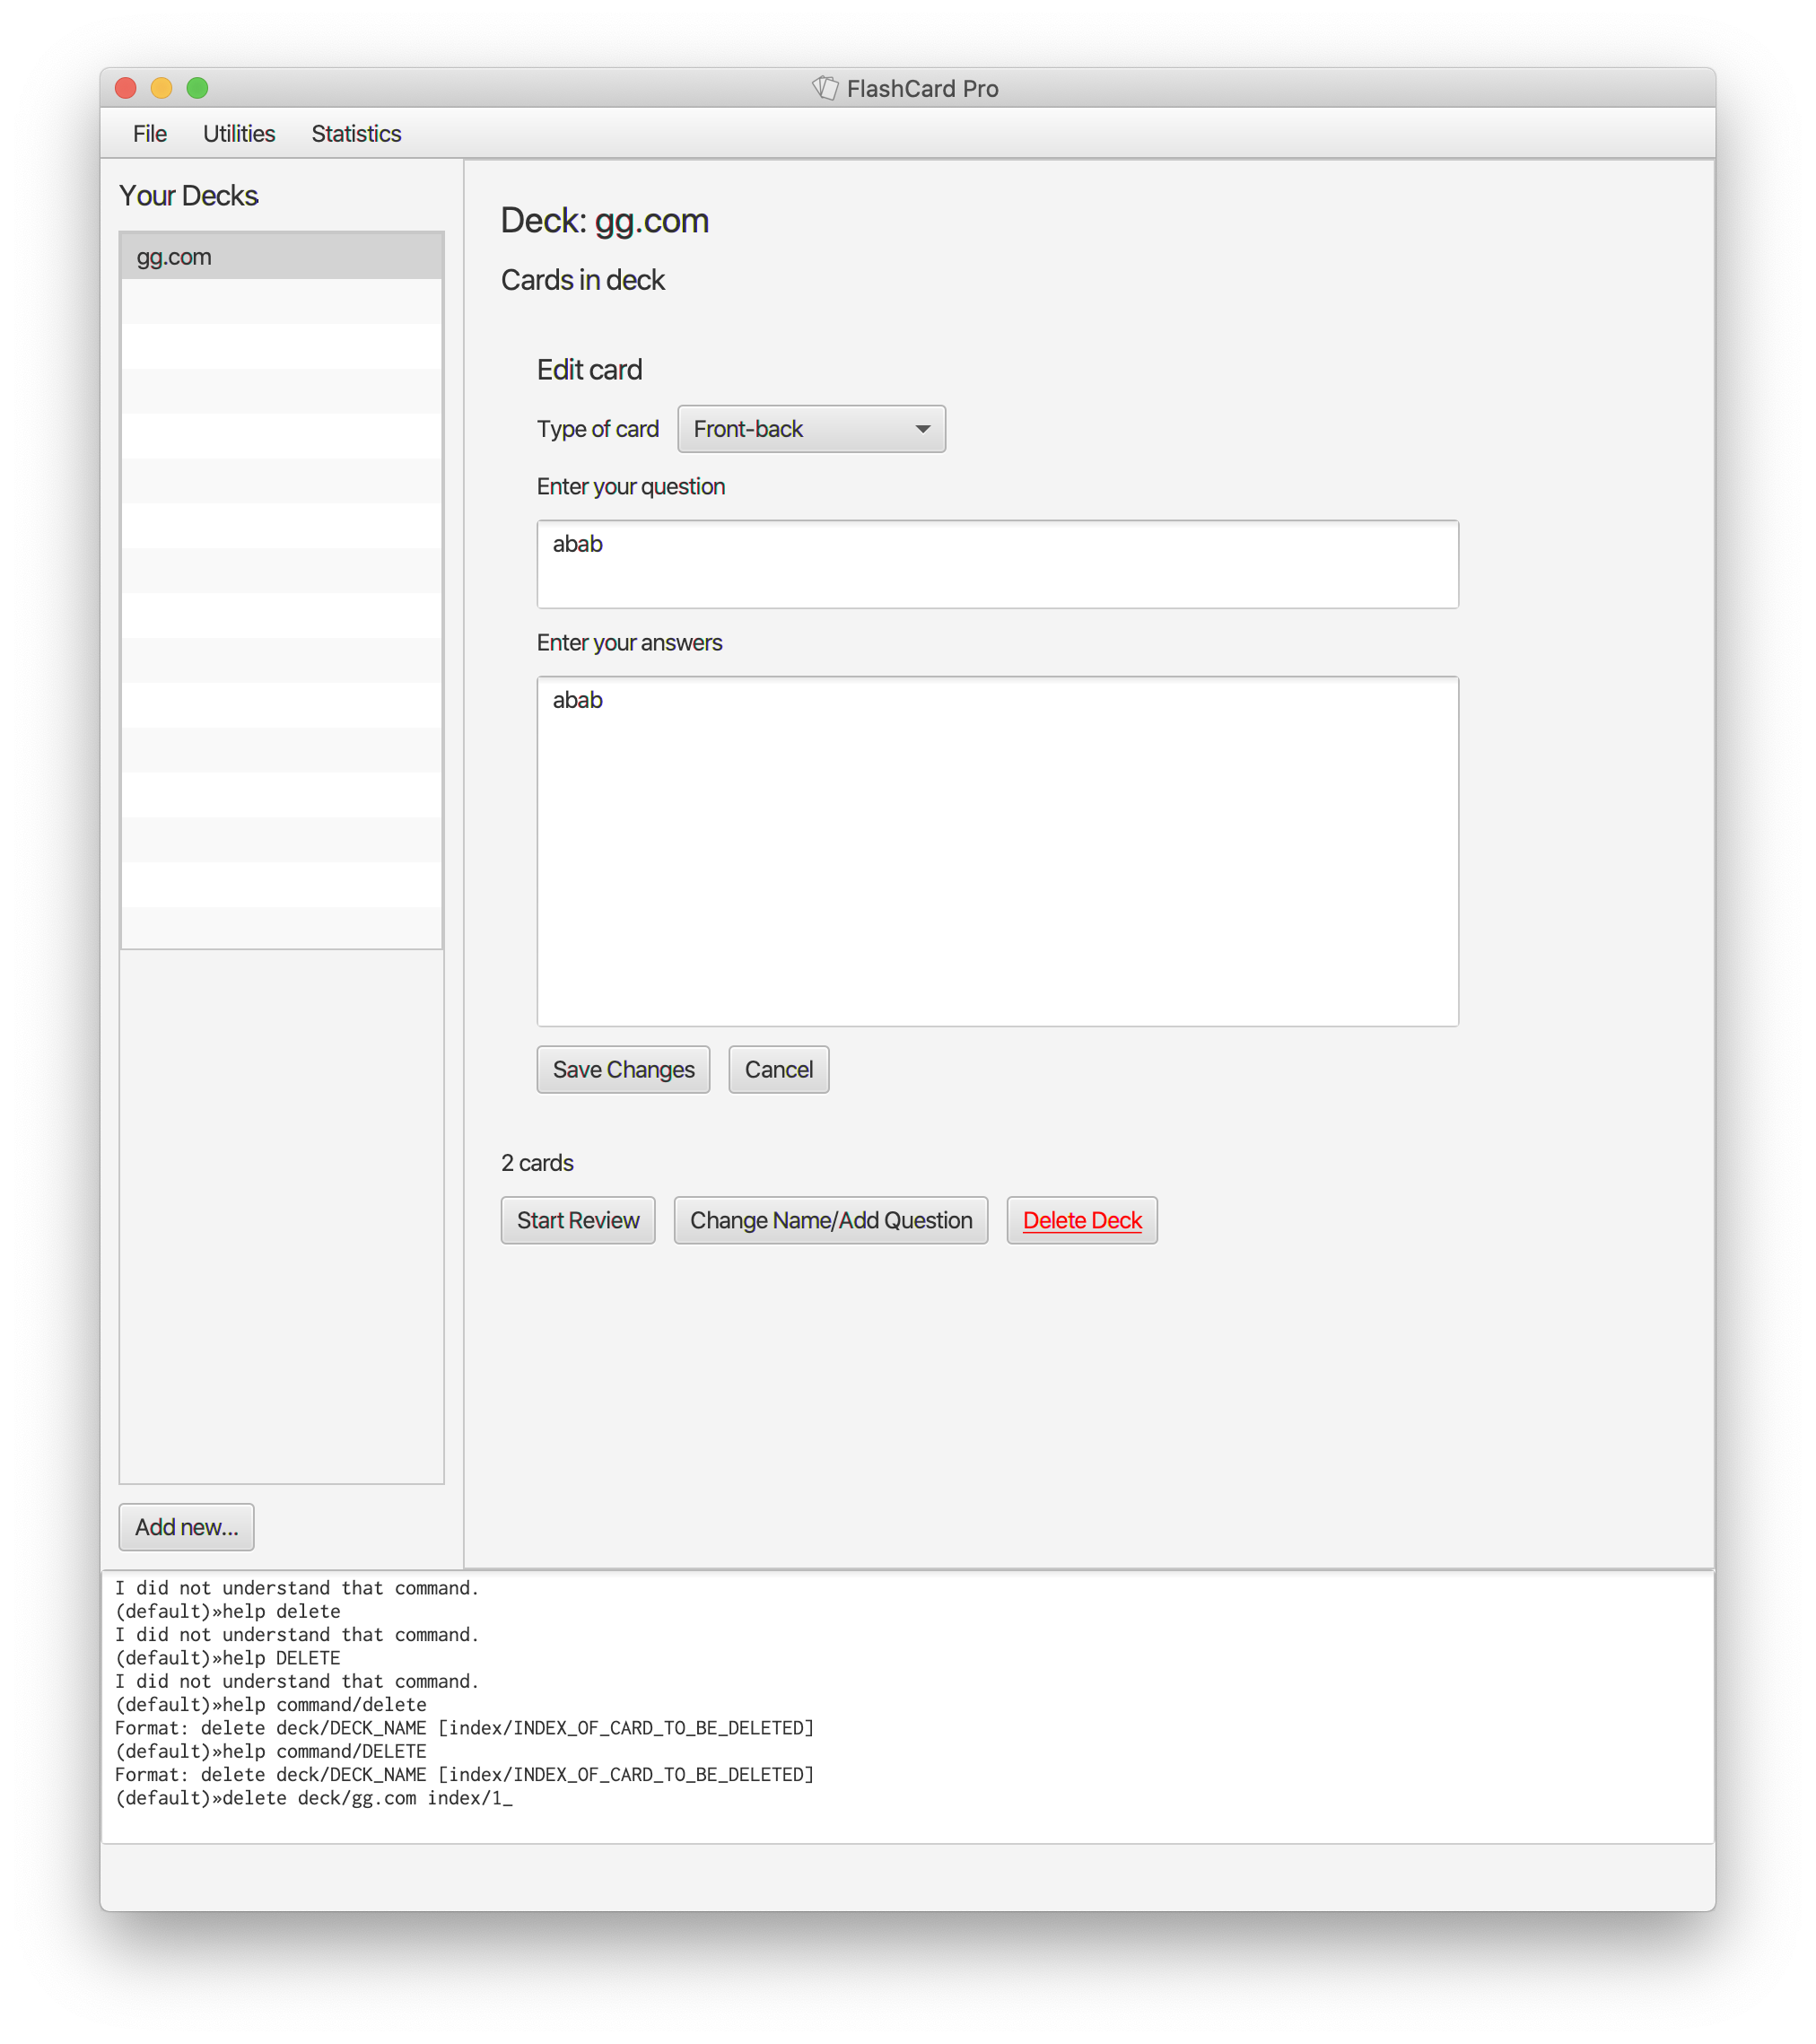 FlashCard Pro
File Utilities Statistics
Your Decks
gg.com
Deck: gg.com
Cards in deck
Edit card
Type of card Front-back
Enter your question
abab
Enter your answers
abab
Save Changes Cancel
2 cards
Start Review Change Name/Add Question Delete Deck
Add new...
I did not understand that command.
(default)»help delete
I did not understand that command.
(default)»help DELETE
I did not understand that command.
(default)»help command/delete
Format: delete deck/DECK_NAME [index/INDEX_OF_CARD_TO_BE_DELETED]
(default)»help command/DELETE
Format: delete deck/DECK_NAME [index/INDEX_OF_CARD_TO_BE_DELETED]
(default)»delete deck/gg.com index/1_